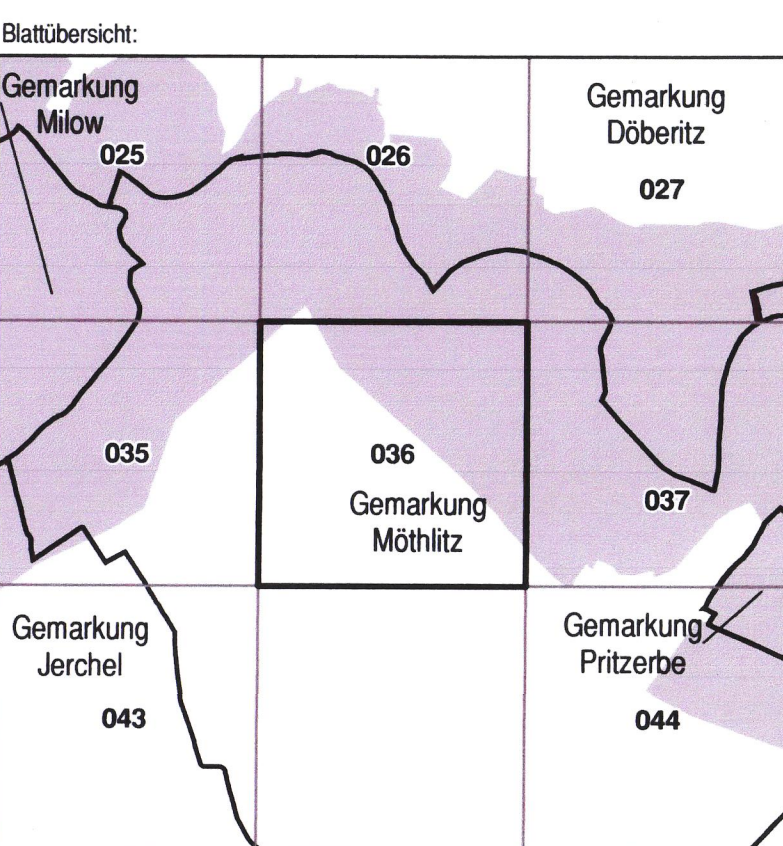 Blattübersicht:
Gemarkung
Milow
025
026
Gemarkung
Döberitz
027
035
036
Gemarkung
Möthlitz
037
Gemarkung
Jerchel
043
Gemarkung
Pritzerbe
044